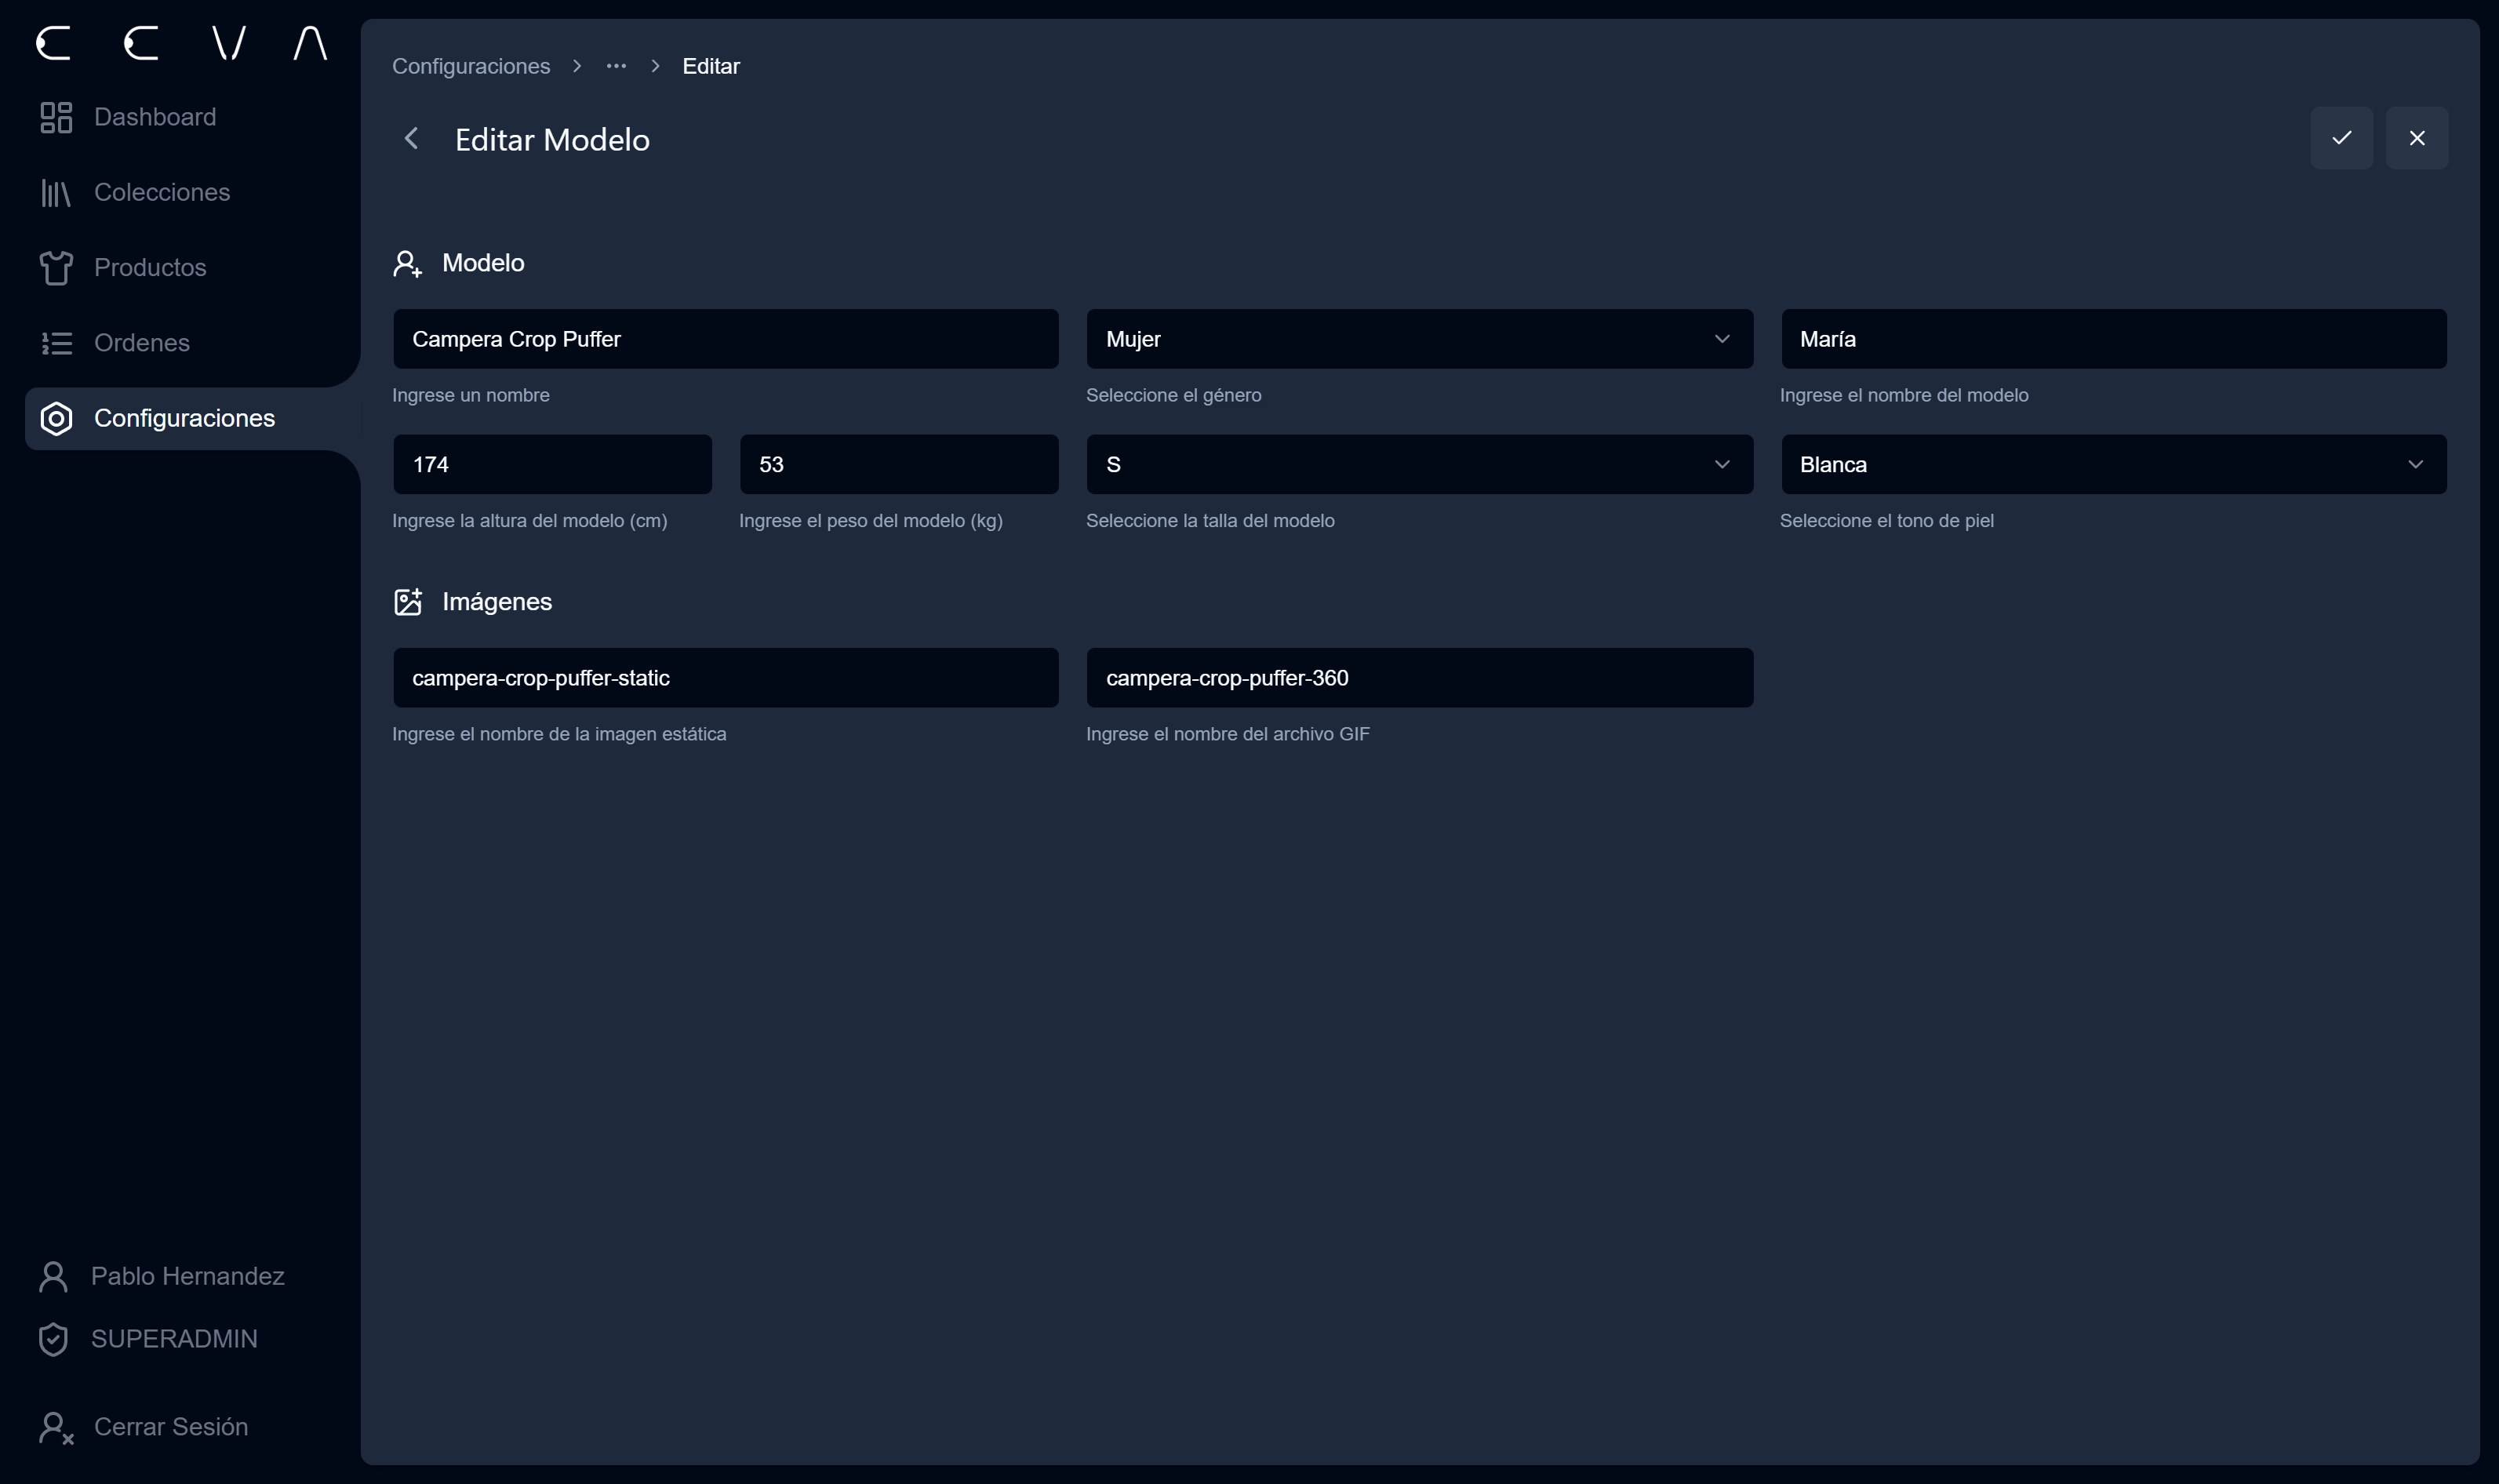 Dashboard
Colecciones
Productos
Ordenes
Configuraciones
Pablo Hernandez
SUPERADMIN
Cerrar Sesión
Configuraciones > ··· > Editar
Editar Modelo
Modelo
Campera Crop Puffer
Mujer
María
Ingrese un nombre
Seleccione el género
Ingrese el nombre del modelo
174
53
S
Blanca
Ingrese la altura del modelo (cm)
Ingrese el peso del modelo (kg)
Seleccione la talla del modelo
Seleccione el tono de piel
Imágenes
campera-crop-puffer-static
campera-crop-puffer-360
Ingrese el nombre de la imagen estática
Ingrese el nombre del archivo GIF